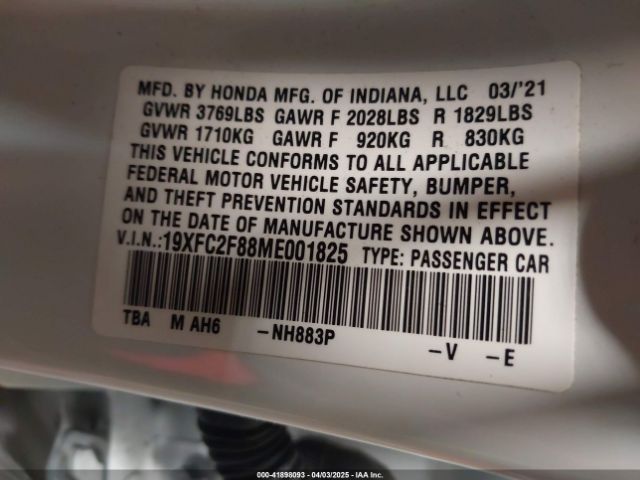 MFD. BY HONDA MFG. OF INDIANA, LLC 03/'21
GVWR 3769LBS GAWR F 2028LBS R 1829LBS
GVWR 1710KG GAWR F 920KG R 830KG
THIS VEHICLE CONFORMS TO ALL APPLICABLE
FEDERAL MOTOR VEHICLE SAFETY, BUMPER,
AND THEFT PREVENTION STANDARDS IN EFFECT
ON THE DATE OF MANUFACTURE SHOWN ABOVE.
V.I.N.: 19XFC2F88ME001825 TYPE: PASSENGER CAR
TBA M AH6 -NH883P -V -E
000-41898093 - 04/03/2025 - IAA Inc.